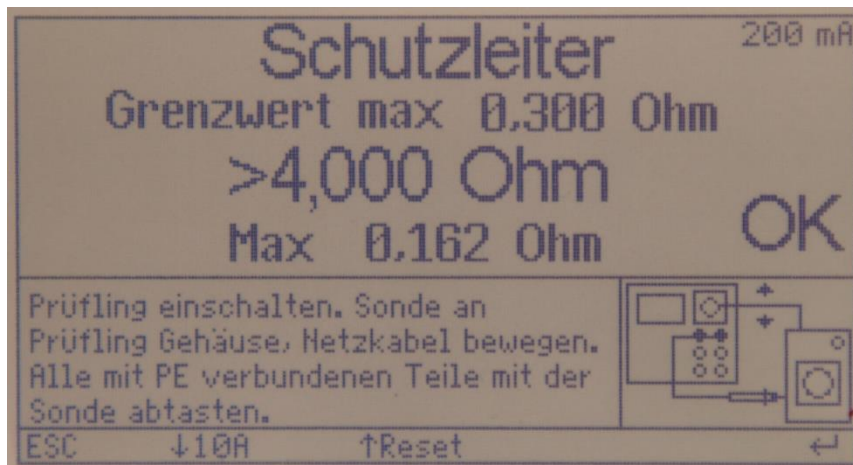 Schutzleiter
200 mA
Grenzwert max 0,300 Ohm
>4,000 Ohm
OK
Max 0,162 Ohm
Prüfling einschalten. Sonde an
Prüfling Gehäuse, Netzkabel bewegen.
Alle mit PE verbundenen Teile mit der
Sonde abtasten.
ESC ↓10A ↑Reset ↵